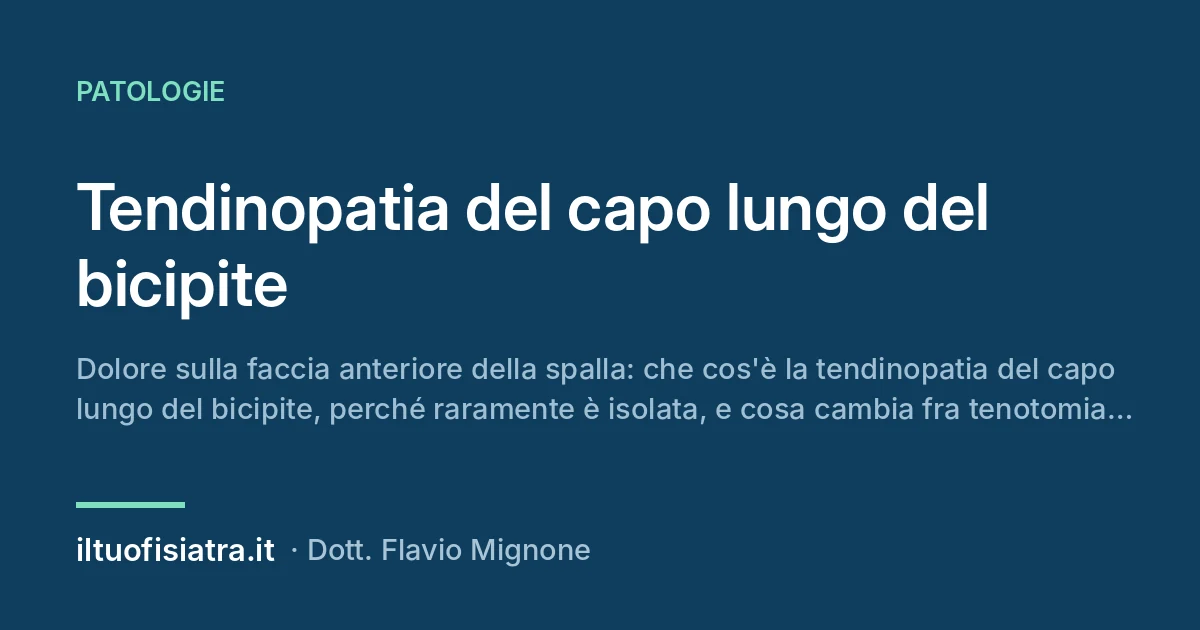 PATOLOGIE
Tendinopatia del capo lungo del
bicipite
Dolore sulla faccia anteriore della spalla: che cos'è la tendinopatia del capo
lungo del bicipite, perché raramente è isolata, e cosa cambia fra tenotomia...
iltuofisiatra.it · Dott. Flavio Mignone